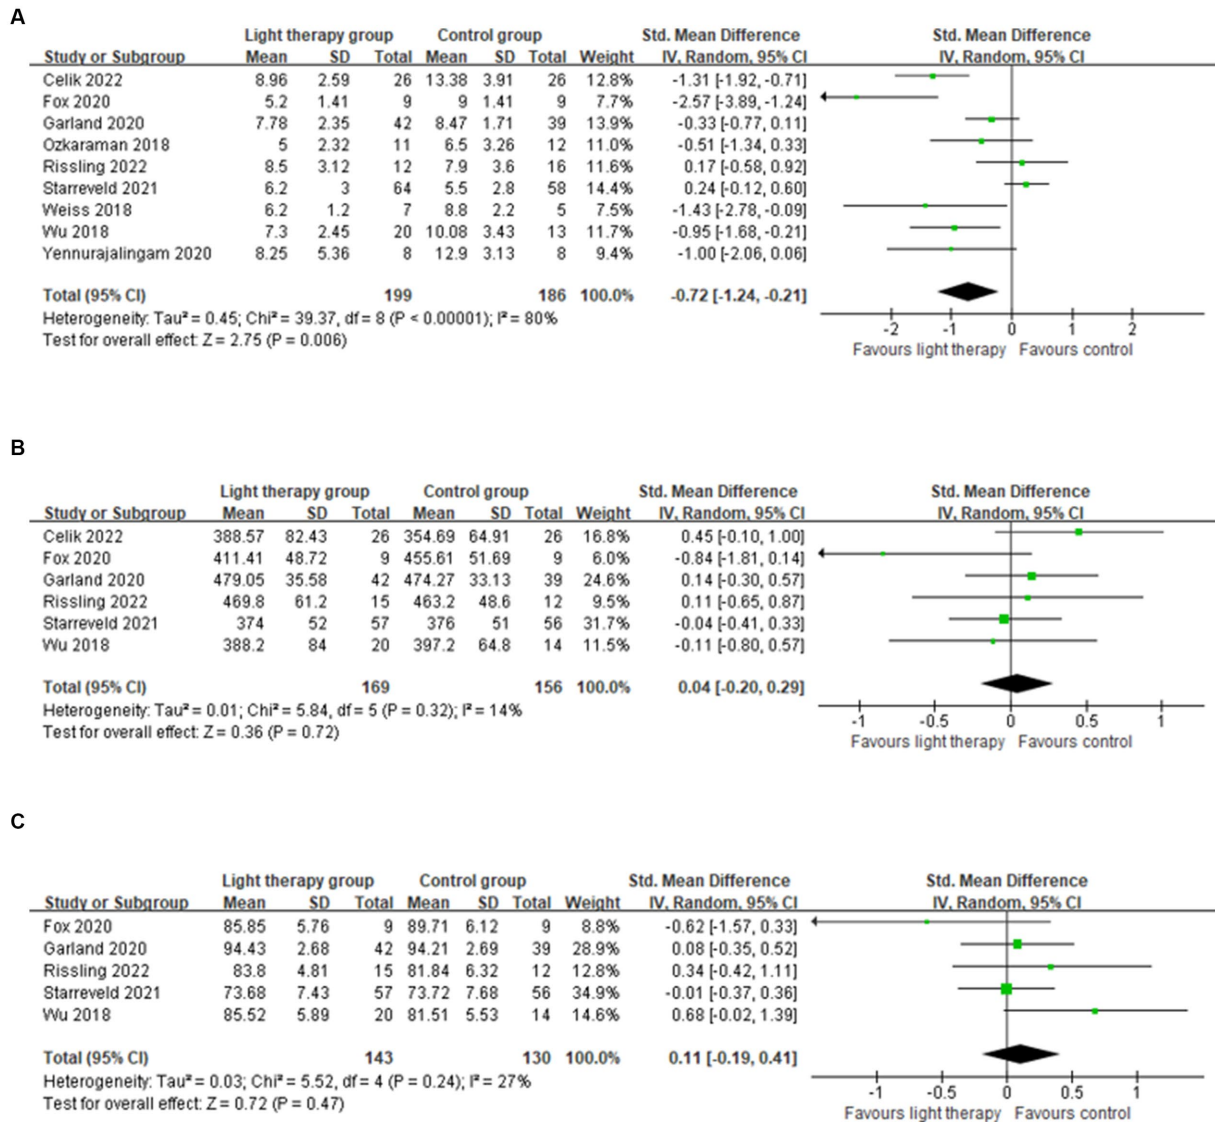 A
Light therapy group Control group Std. Mean Difference Std. Mean Difference
Study or Subgroup Mean SD Total Mean SD Total Weight IV, Random, 95% CI IV, Random, 95% CI
Celik 2022 8.96 2.59 26 13.38 3.91 26 12.8% -1.31 [-1.92, -0.71]
Fox 2020 5.2 1.41 9 9 1.41 9 7.7% -2.57 [-3.89, -1.24]
Garland 2020 7.78 2.35 42 8.47 1.71 39 13.9% -0.33 [-0.77, 0.11]
Ozkaraman 2018 5 2.32 11 6.5 3.26 12 11.0% -0.51 [-1.34, 0.33]
Rissling 2022 8.5 3.12 12 7.9 3.6 16 11.6% 0.17 [-0.58, 0.92]
Starreveld 2021 6.2 3 64 5.5 2.8 58 14.4% 0.24 [-0.12, 0.60]
Weiss 2018 6.2 1.2 7 8.8 2.2 5 7.5% -1.43 [-2.78, -0.09]
Wu 2018 7.3 2.45 20 10.08 3.43 13 11.7% -0.95 [-1.68, -0.21]
Yennurajalingam 2020 8.25 5.36 8 12.9 3.13 8 9.4% -1.00 [-2.06, 0.06]
Total (95% CI) 199 186 100.0% -0.72 [-1.24, -0.21]
Heterogeneity: Tau² = 0.45; Chi² = 39.37, df = 8 (P < 0.00001); I² = 80%
Test for overall effect: Z = 2.75 (P = 0.006)
-2 -1 0 1 2
Favours light therapy Favours control
B
Light therapy group Control group Std. Mean Difference Std. Mean Difference
Study or Subgroup Mean SD Total Mean SD Total Weight IV, Random, 95% CI IV, Random, 95% CI
Celik 2022 388.57 82.43 26 354.69 64.91 26 16.8% 0.45 [-0.10, 1.00]
Fox 2020 411.41 48.72 9 455.61 51.69 9 6.0% -0.84 [-1.81, 0.14]
Garland 2020 479.05 35.58 42 474.27 33.13 39 24.6% 0.14 [-0.30, 0.57]
Rissling 2022 469.8 61.2 15 463.2 48.6 12 9.5% 0.11 [-0.65, 0.87]
Starreveld 2021 374 52 57 376 51 56 31.7% -0.04 [-0.41, 0.33]
Wu 2018 388.2 84 20 397.2 64.8 14 11.5% -0.11 [-0.80, 0.57]
Total (95% CI) 169 156 100.0% 0.04 [-0.20, 0.29]
Heterogeneity: Tau² = 0.01; Chi² = 5.84, df = 5 (P = 0.32); I² = 14%
Test for overall effect: Z = 0.36 (P = 0.72)
-1 -0.5 0 0.5 1
Favours light therapy Favours control
C
Light therapy group Control group Std. Mean Difference Std. Mean Difference
Study or Subgroup Mean SD Total Mean SD Total Weight IV, Random, 95% CI IV, Random, 95% CI
Fox 2020 85.85 5.76 9 89.71 6.12 9 8.8% -0.62 [-1.57, 0.33]
Garland 2020 94.43 2.68 42 94.21 2.69 39 28.9% 0.08 [-0.35, 0.52]
Rissling 2022 83.8 4.81 15 81.84 6.32 12 12.8% 0.34 [-0.42, 1.11]
Starreveld 2021 73.68 7.43 57 73.72 7.68 56 34.9% -0.01 [-0.37, 0.36]
Wu 2018 85.52 5.89 20 81.51 5.53 14 14.6% 0.68 [-0.02, 1.39]
Total (95% CI) 143 130 100.0% 0.11 [-0.19, 0.41]
Heterogeneity: Tau² = 0.03; Chi² = 5.52, df = 4 (P = 0.24); I² = 27%
Test for overall effect: Z = 0.72 (P = 0.47)
-1 -0.5 0 0.5 1
Favours light therapy Favours control